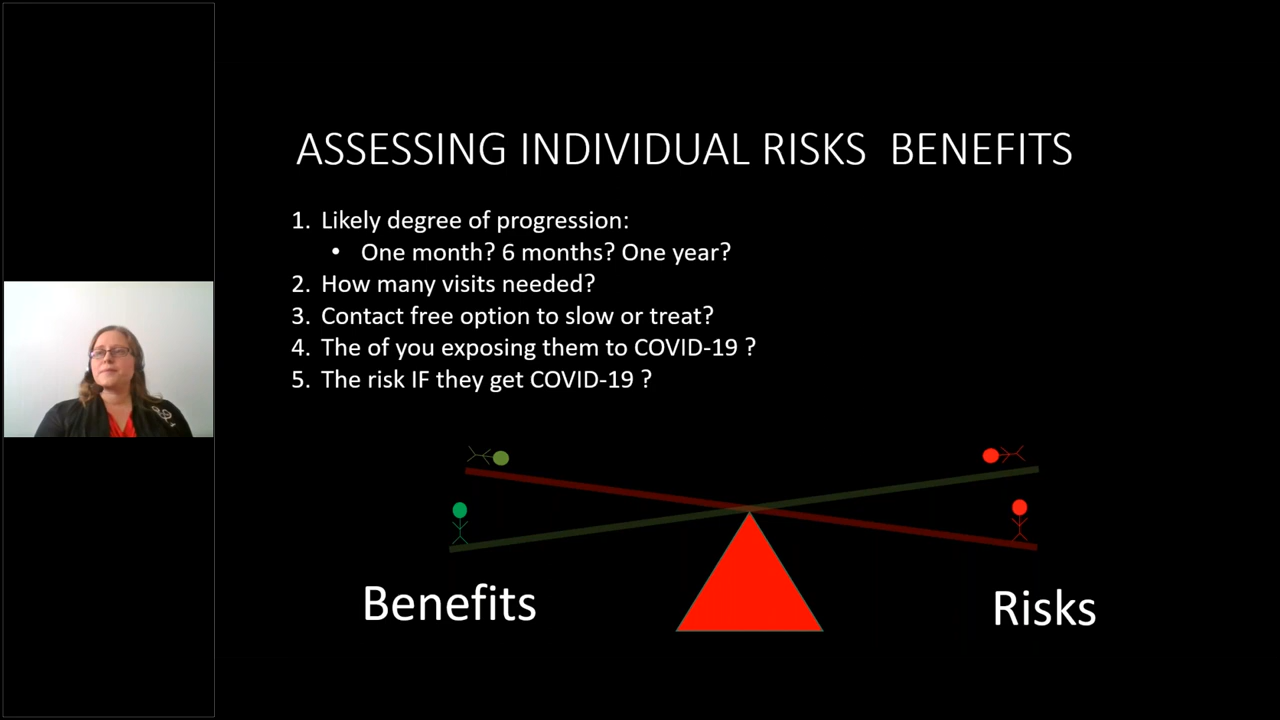 ASSESSING INDIVIDUAL RISKS BENEFITS
1. Likely degree of progression:
• One month? 6 months? One year?
2. How many visits needed?
3. Contact free option to slow or treat?
4. The of you exposing them to COVID-19 ?
5. The risk IF they get COVID-19 ?
Benefits
Risks